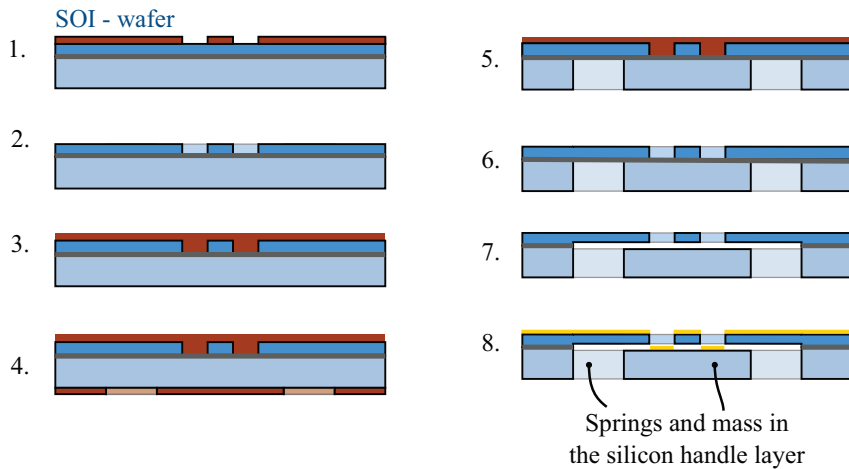 SOI - wafer
1.
2.
3.
4.
5.
6.
7.
8.
Springs and mass in
the silicon handle layer